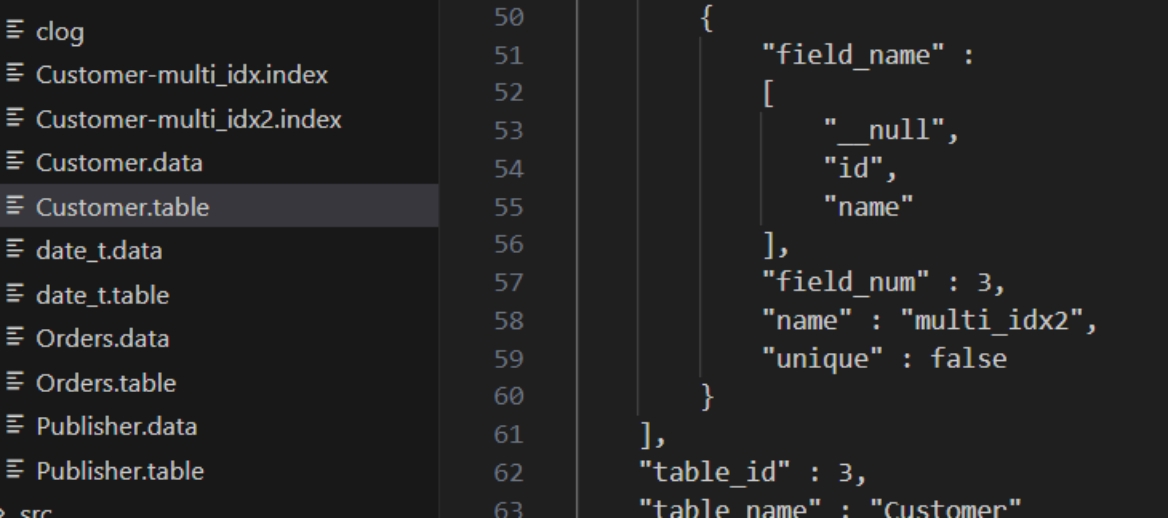 clog
Customer-multi_idx.index
Customer-multi_idx2.index
Customer.data
Customer.table
date_t.data
date_t.table
Orders.data
Orders.table
Publisher.data
Publisher.table
src
50 {
51 "field_name" :
52 [
53 "__null",
54 "id",
55 "name"
56 ],
57 "field_num" : 3,
58 "name" : "multi_idx2",
59 "unique" : false
60 }
61 ],
62 "table_id" : 3,
63 "table_name" : "Customer"